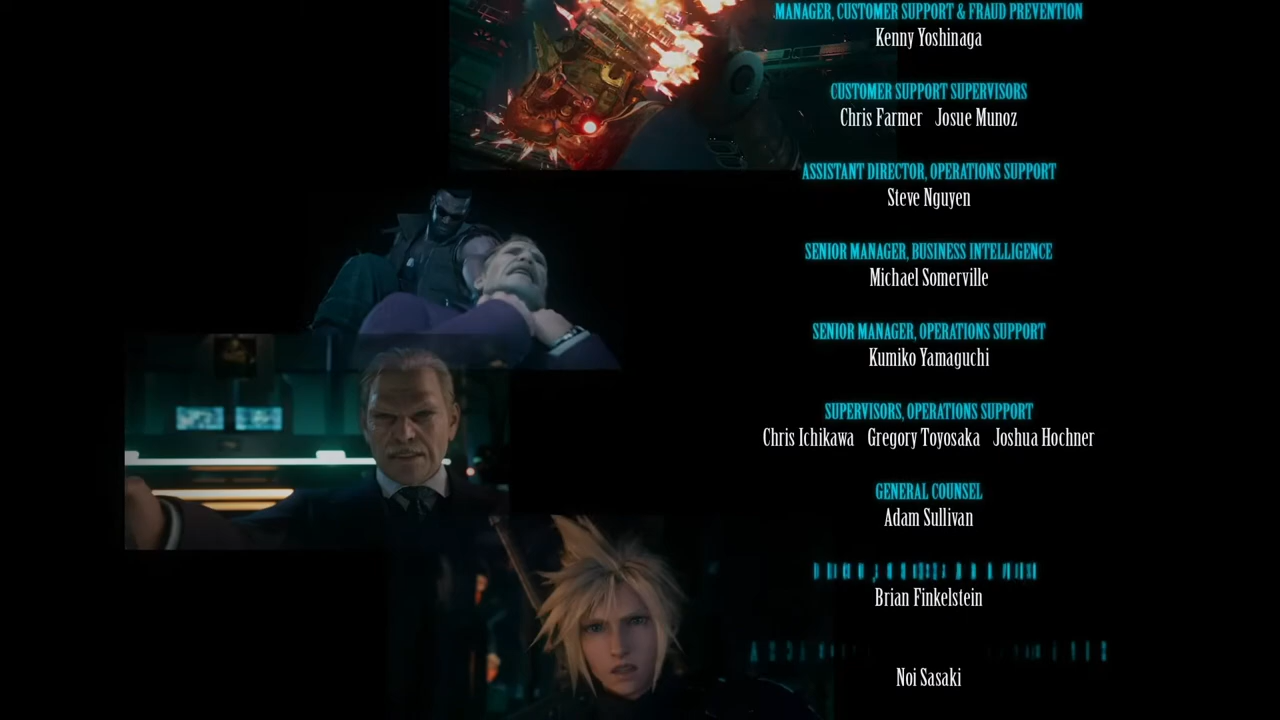 MANAGER, CUSTOMER SUPPORT & FRAUD PREVENTION
Kenny Yoshinaga
CUSTOMER SUPPORT SUPERVISORS
Chris Farmer Josue Munoz
ASSISTANT DIRECTOR, OPERATIONS SUPPORT
Steve Nguyen
SENIOR MANAGER, BUSINESS INTELLIGENCE
Michael Somerville
SENIOR MANAGER, OPERATIONS SUPPORT
Kumiko Yamaguchi
SUPERVISORS, OPERATIONS SUPPORT
Chris Ichikawa Gregory Toyosaka Joshua Hochner
GENERAL COUNSEL
Adam Sullivan
Brian Finkelstein
Noi Sasaki